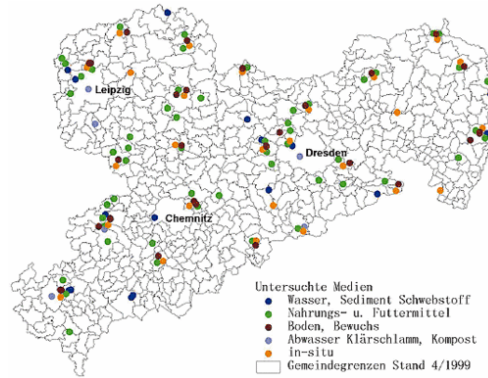 Leipzig
Dresden
Chemnitz
Untersuchte Medien
Wasser, Sediment Schwebstoff
Nahrungs- u. Futtermittel
Boden, Bewuchs
Abwasser Klärschlamm, Kompost
in-situ
Gemeindegrenzen Stand 4/1999